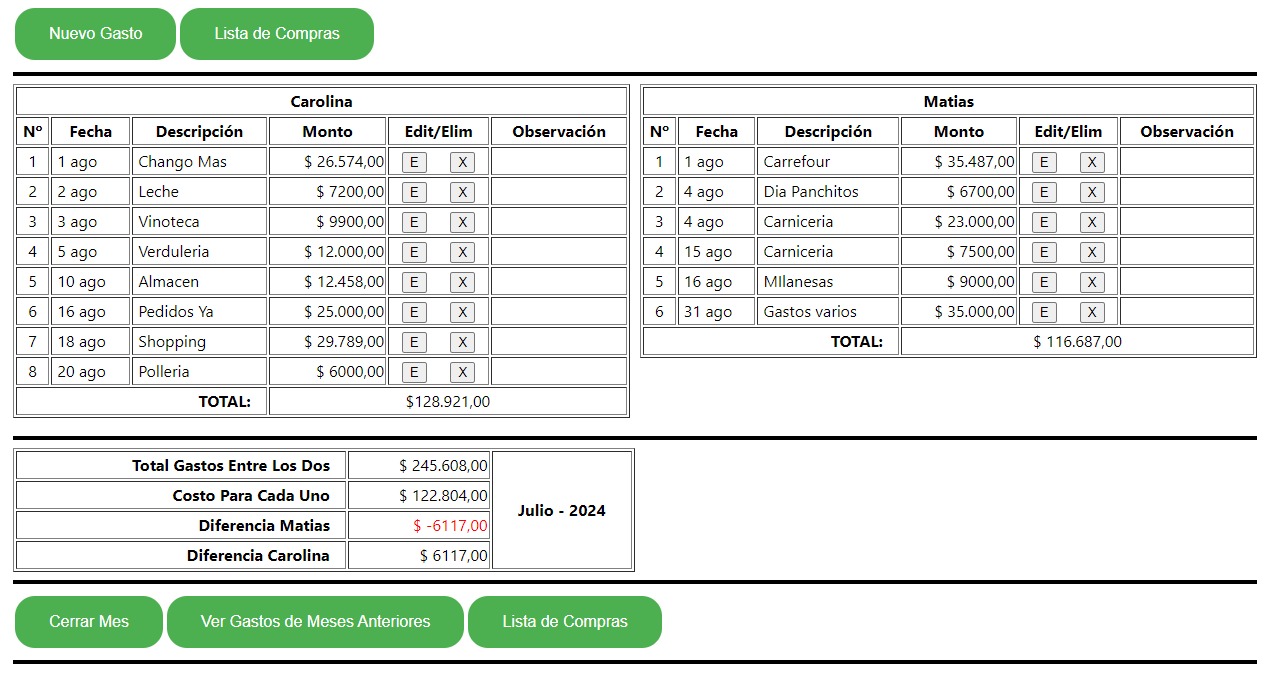 Nuevo Gasto Lista de Compras
Carolina
Nº Fecha Descripción Monto Edit/Elim Observación
1 1 ago Chango Mas $ 26.574,00 E X
2 2 ago Leche $ 7200,00 E X
3 3 ago Vinoteca $ 9900,00 E X
4 5 ago Verduleria $ 12.000,00 E X
5 10 ago Almacen $ 12.458,00 E X
6 16 ago Pedidos Ya $ 25.000,00 E X
7 18 ago Shopping $ 29.789,00 E X
8 20 ago Polleria $ 6000,00 E X
TOTAL: $128.921,00
Matias
Nº Fecha Descripción Monto Edit/Elim Observación
1 1 ago Carrefour $ 35.487,00 E X
2 4 ago Dia Panchitos $ 6700,00 E X
3 4 ago Carniceria $ 23.000,00 E X
4 15 ago Carniceria $ 7500,00 E X
5 16 ago MIlanesas $ 9000,00 E X
6 31 ago Gastos varios $ 35.000,00 E X
TOTAL: $ 116.687,00
Total Gastos Entre Los Dos $ 245.608,00
Costo Para Cada Uno $ 122.804,00
Julio - 2024
Diferencia Matias $ -6117,00
Diferencia Carolina $ 6117,00
Cerrar Mes Ver Gastos de Meses Anteriores Lista de Compras